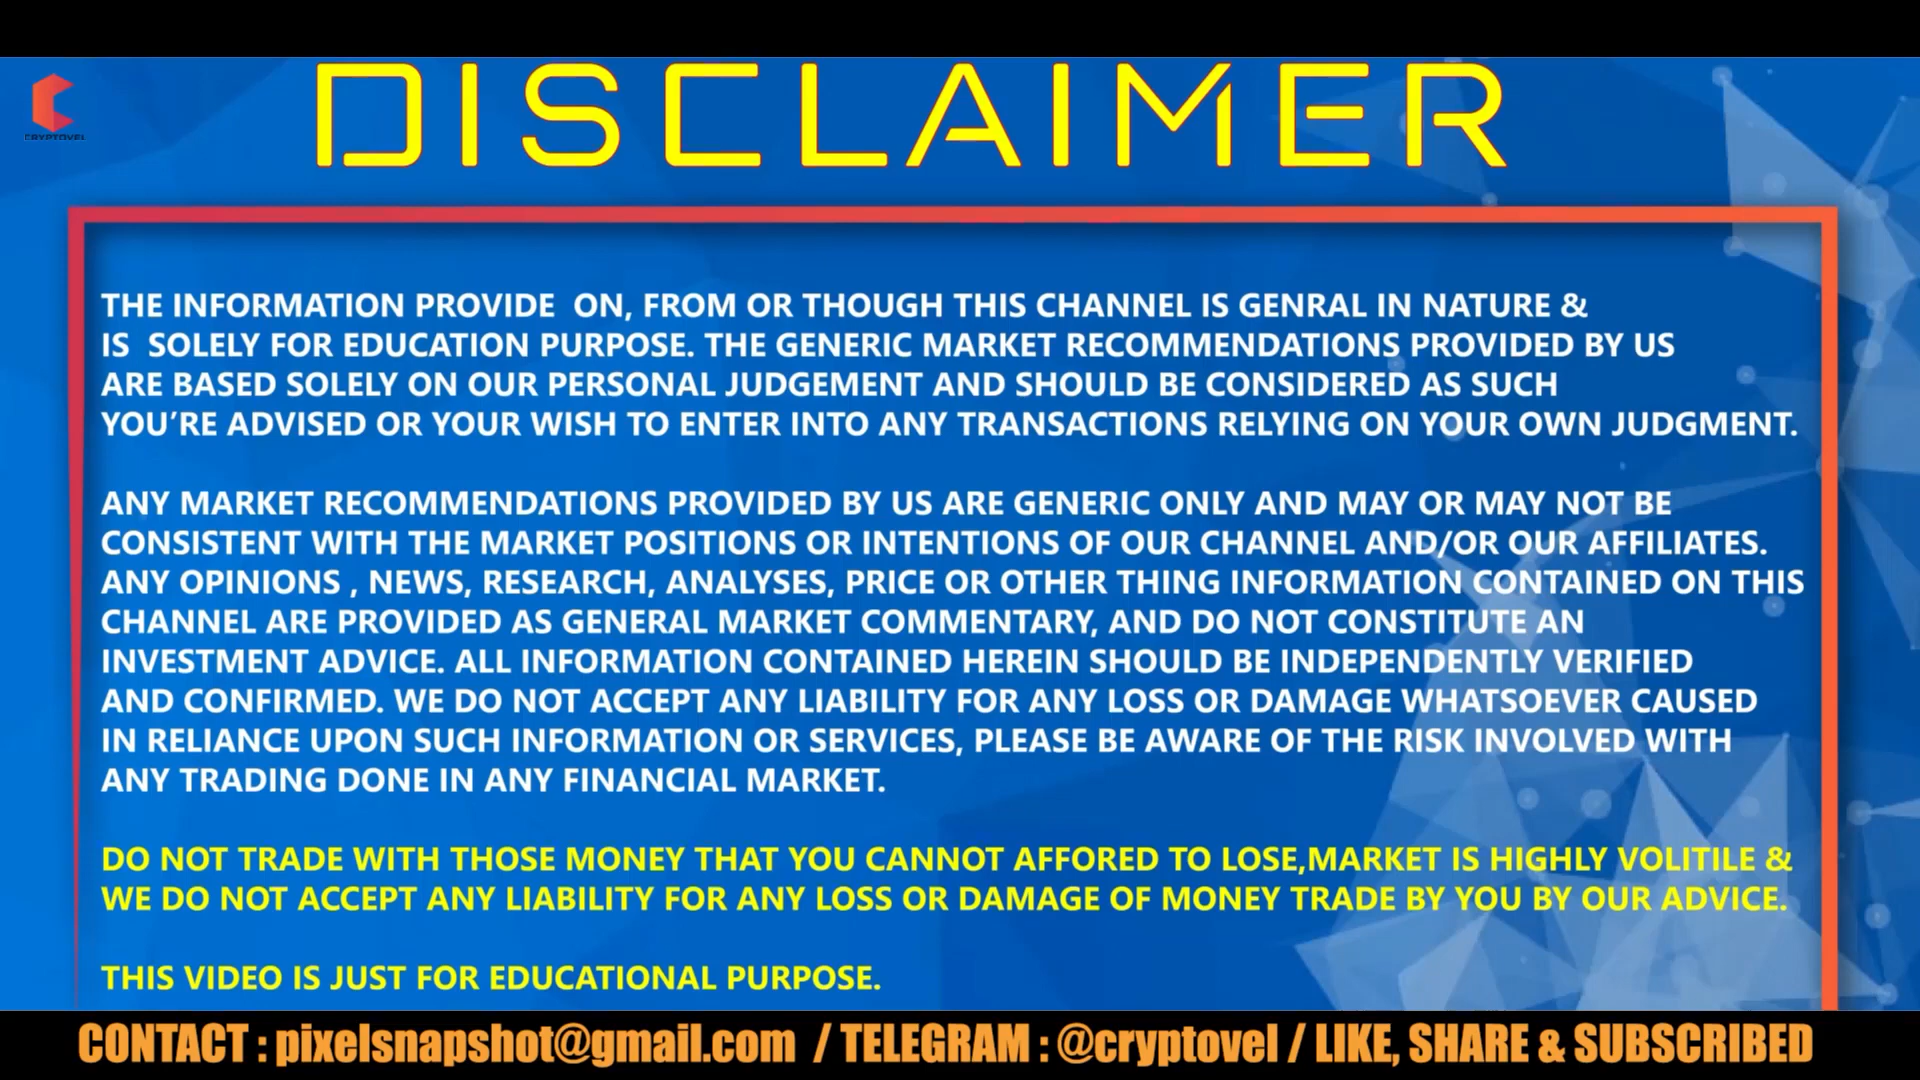 DISCLAIMER
CRYPTOVEL
THE INFORMATION PROVIDE  ON, FROM OR THOUGH THIS CHANNEL IS GENRAL IN NATURE &
IS  SOLELY FOR EDUCATION PURPOSE. THE GENERIC MARKET RECOMMENDATIONS PROVIDED BY US
ARE BASED SOLELY ON OUR PERSONAL JUDGEMENT AND SHOULD BE CONSIDERED AS SUCH
YOU’RE ADVISED OR YOUR WISH TO ENTER INTO ANY TRANSACTIONS RELYING ON YOUR OWN JUDGMENT.
ANY MARKET RECOMMENDATIONS PROVIDED BY US ARE GENERIC ONLY AND MAY OR MAY NOT BE
CONSISTENT WITH THE MARKET POSITIONS OR INTENTIONS OF OUR CHANNEL AND/OR OUR AFFILIATES.
ANY OPINIONS , NEWS, RESEARCH, ANALYSES, PRICE OR OTHER THING INFORMATION CONTAINED ON THIS
CHANNEL ARE PROVIDED AS GENERAL MARKET COMMENTARY, AND DO NOT CONSTITUTE AN
INVESTMENT ADVICE. ALL INFORMATION CONTAINED HEREIN SHOULD BE INDEPENDENTLY VERIFIED
AND CONFIRMED. WE DO NOT ACCEPT ANY LIABILITY FOR ANY LOSS OR DAMAGE WHATSOEVER CAUSED
IN RELIANCE UPON SUCH INFORMATION OR SERVICES, PLEASE BE AWARE OF THE RISK INVOLVED WITH
ANY TRADING DONE IN ANY FINANCIAL MARKET.
DO NOT TRADE WITH THOSE MONEY THAT YOU CANNOT AFFORED TO LOSE,MARKET IS HIGHLY VOLITILE &
WE DO NOT ACCEPT ANY LIABILITY FOR ANY LOSS OR DAMAGE OF MONEY TRADE BY YOU BY OUR ADVICE.
THIS VIDEO IS JUST FOR EDUCATIONAL PURPOSE.
CONTACT : pixelsnapshot@gmail.com  / TELEGRAM : @cryptovel / LIKE, SHARE & SUBSCRIBED